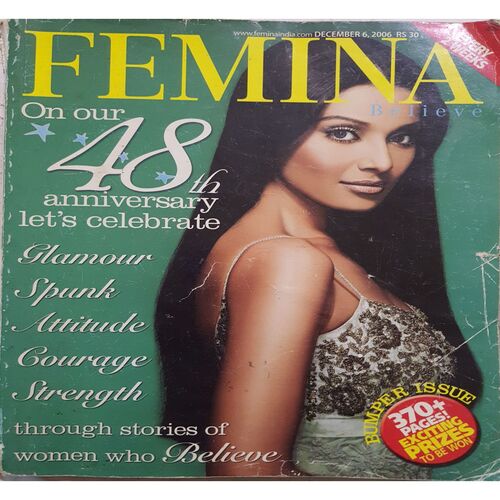 www.feminaindia.com DECEMBER 6, 2006 RS 30
FEMINA
Believe
WEEKS
On our
48th
anniversary
let's celebrate
Glamour
Spunk
Attitude
Courage
Strength
through stories of
women who Believe
BUMPER ISSUE
370+
PAGES!
EXCITING
PRIZES
TO BE WON